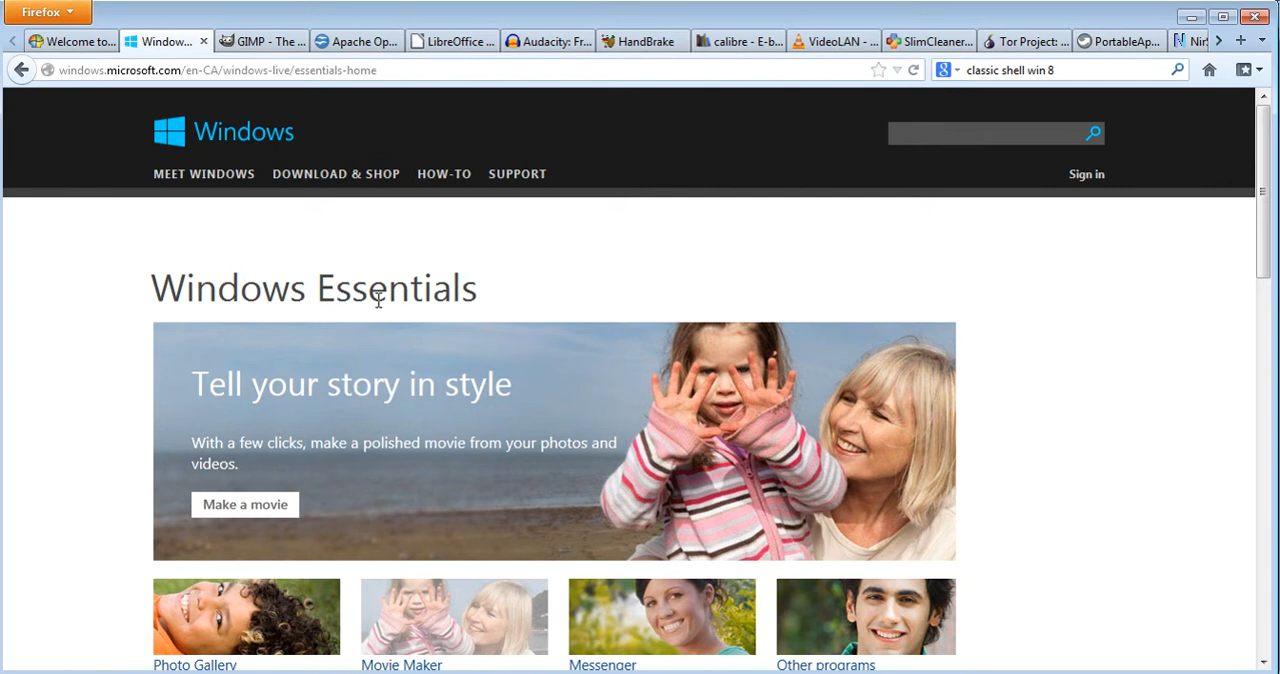 Firefox
Welcome to...
Window...
GIMP - The ...
Apache Op...
LibreOffice ...
Audacity: Fr...
HandBrake
calibre - E-b...
VideoLAN - ...
SlimCleaner...
Tor Project: ...
PortableAp...
windows.microsoft.com/en-CA/windows-live/essentials-home
classic shell win 8
Windows
MEET WINDOWS
DOWNLOAD & SHOP
HOW-TO
SUPPORT
Sign in
Windows Essentials
Tell your story in style
With a few clicks, make a polished movie from your photos and
videos.
Make a movie
Photo Gallery
Movie Maker
Messenger
Other programs